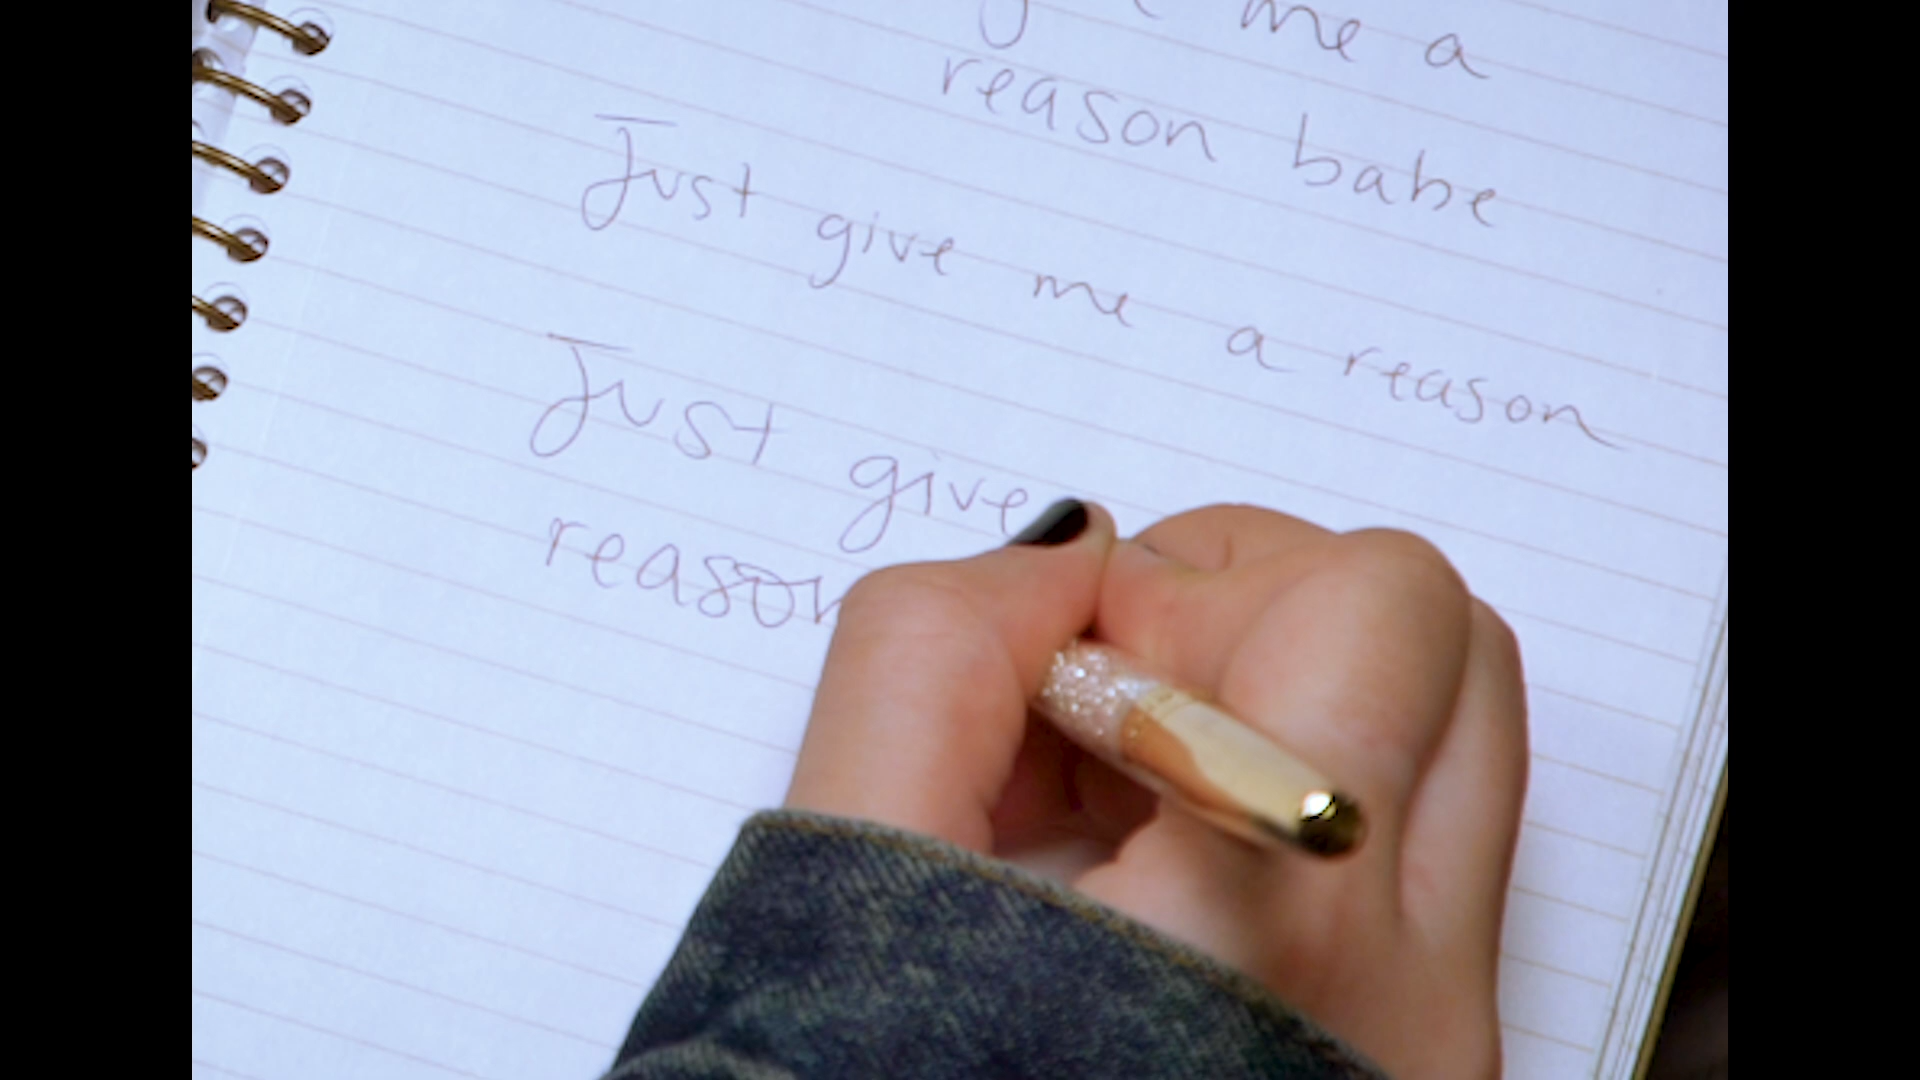 me a
reason babe
Just give me a reason
Just give
reason